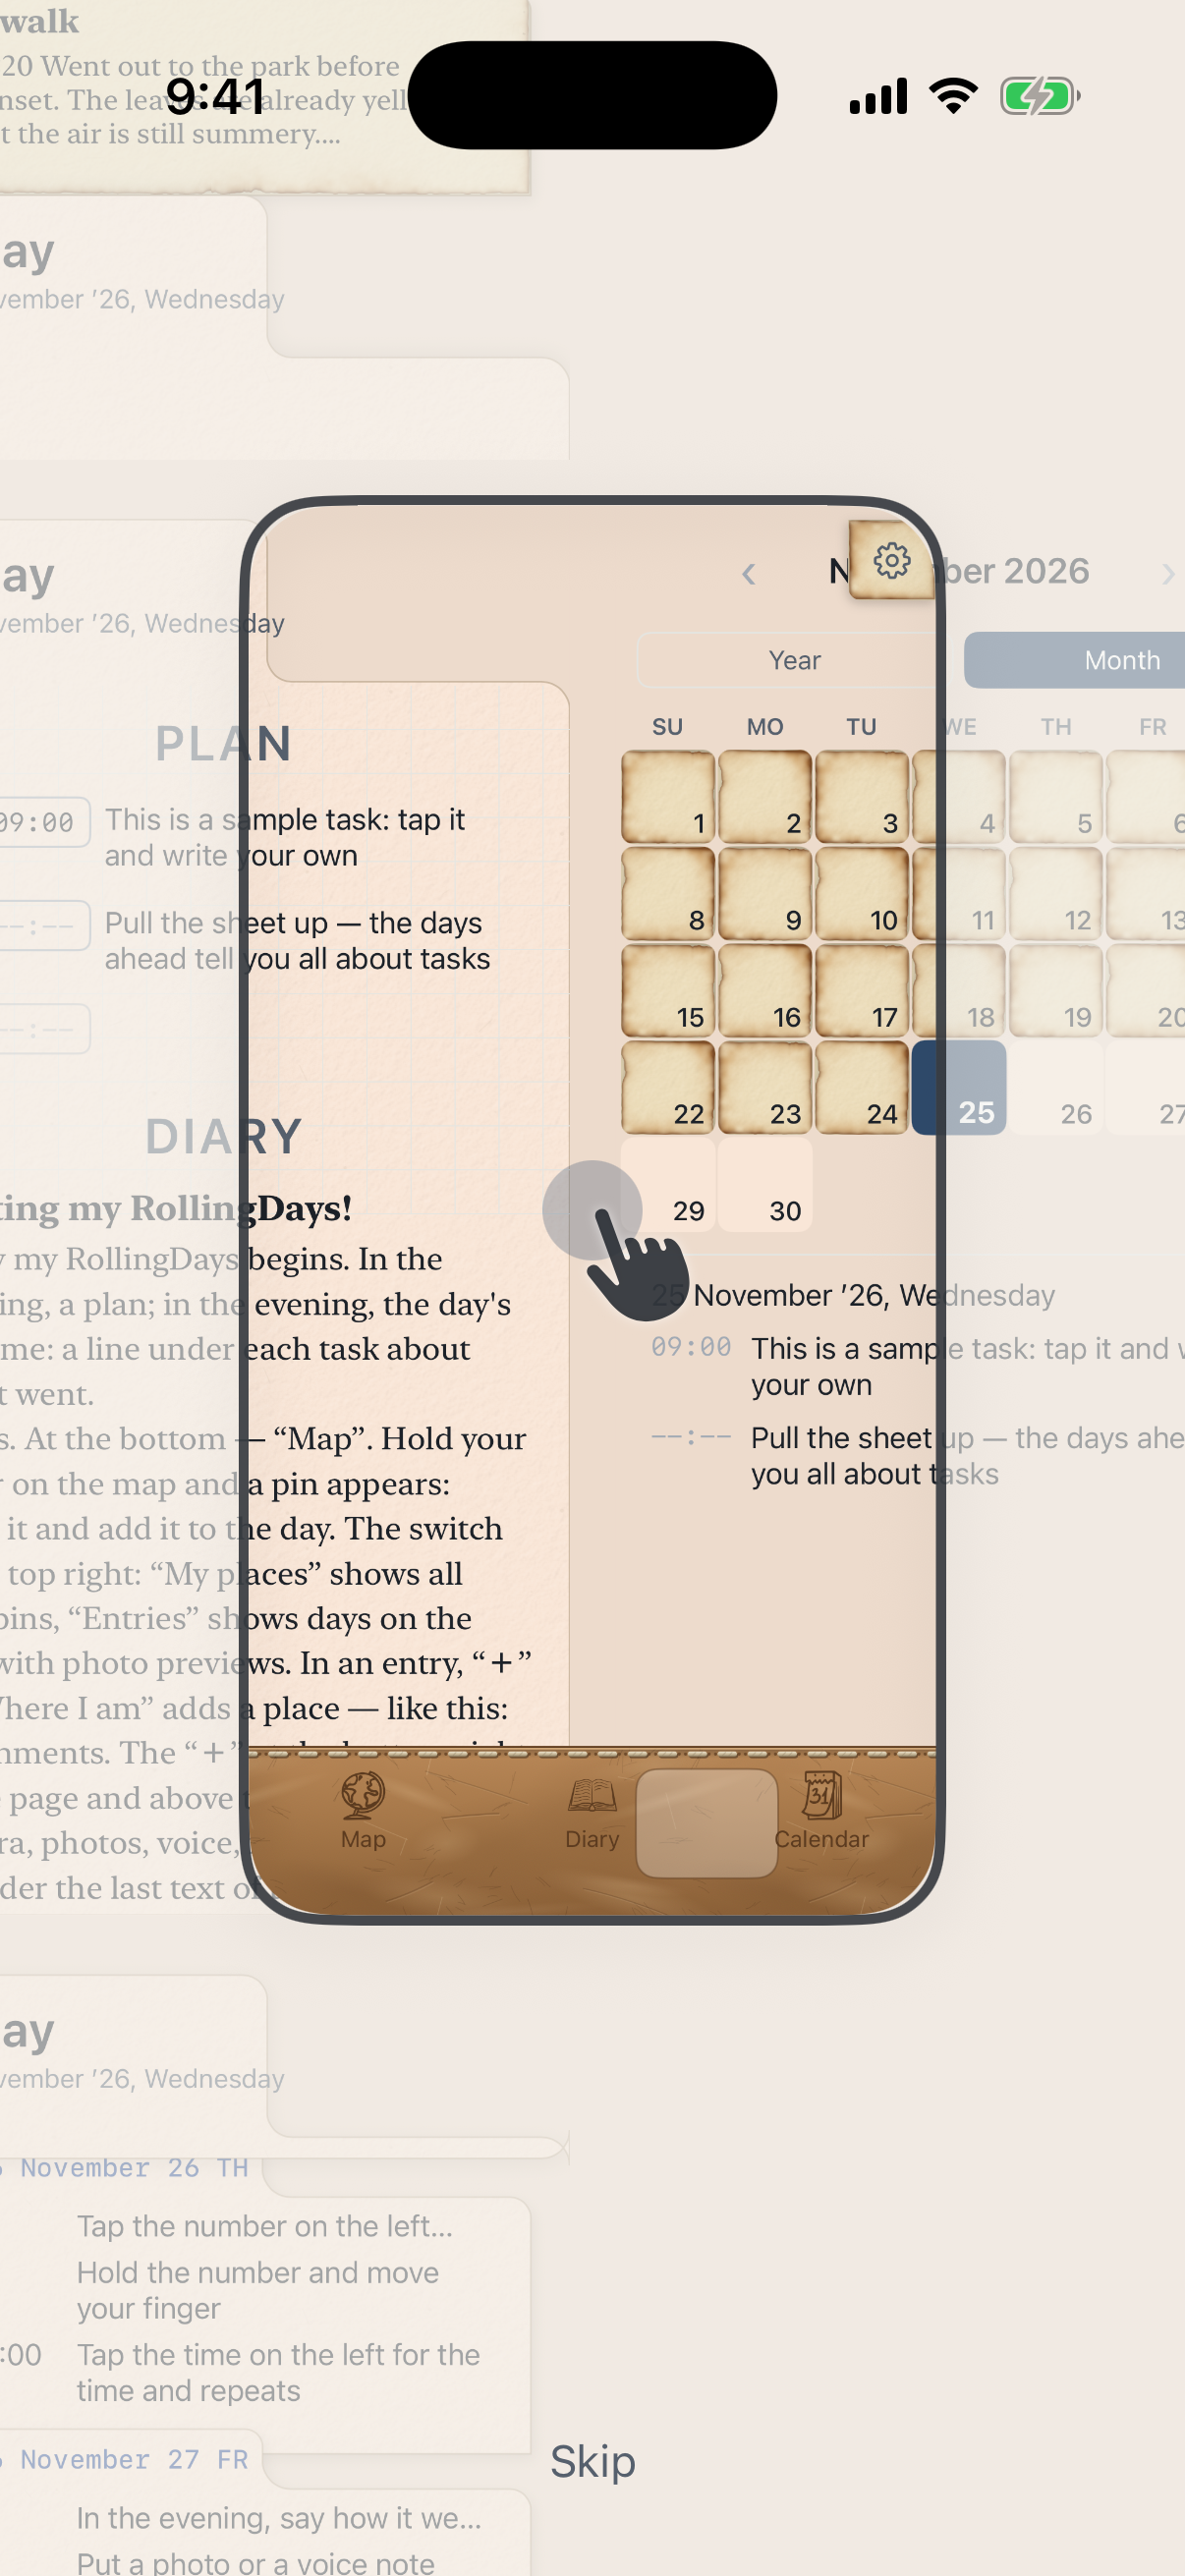 walk
20 Went out to the park before
nset. The leaves are already yell
t the air is still summery....
9:41
ay
vember ’26, Wednesday
ay
vember ’26, Wednesday
PLAN
09:00 This is a sample task: tap it
and write your own
--:-- Pull the sheet up — the days
ahead tell you all about tasks
--:--
DIARY
ting my RollingDays!
y my RollingDays begins. In the
ing, a plan; in the evening, the day's
me: a line under each task about
t went.
s. At the bottom — “Map”. Hold your
r on the map and a pin appears:
it and add it to the day. The switch
top right: “My places” shows all
pins, “Entries” shows days on the
with photo previews. In an entry, “+”
here I am” adds a place — like this:
nments. The “+”
e page and above t
ra, photos, voice,
der the last text of
‹ N ber 2026 ›
Year Month
SU MO TU WE TH FR
1 2 3 4 5 6
8 9 10 11 12 13
15 16 17 18 19 20
22 23 24 25 26 27
29 30
25 November ’26, Wednesday
09:00 This is a sample task: tap it and w
your own
--:-- Pull the sheet up — the days ahe
you all about tasks
Map Diary 31 Calendar
ay
vember ’26, Wednesday
November 26 TH
Tap the number on the left...
Hold the number and move
your finger
:00 Tap the time on the left for the
time and repeats
November 27 FR
Skip
In the evening, say how it we...
Put a photo or a voice note